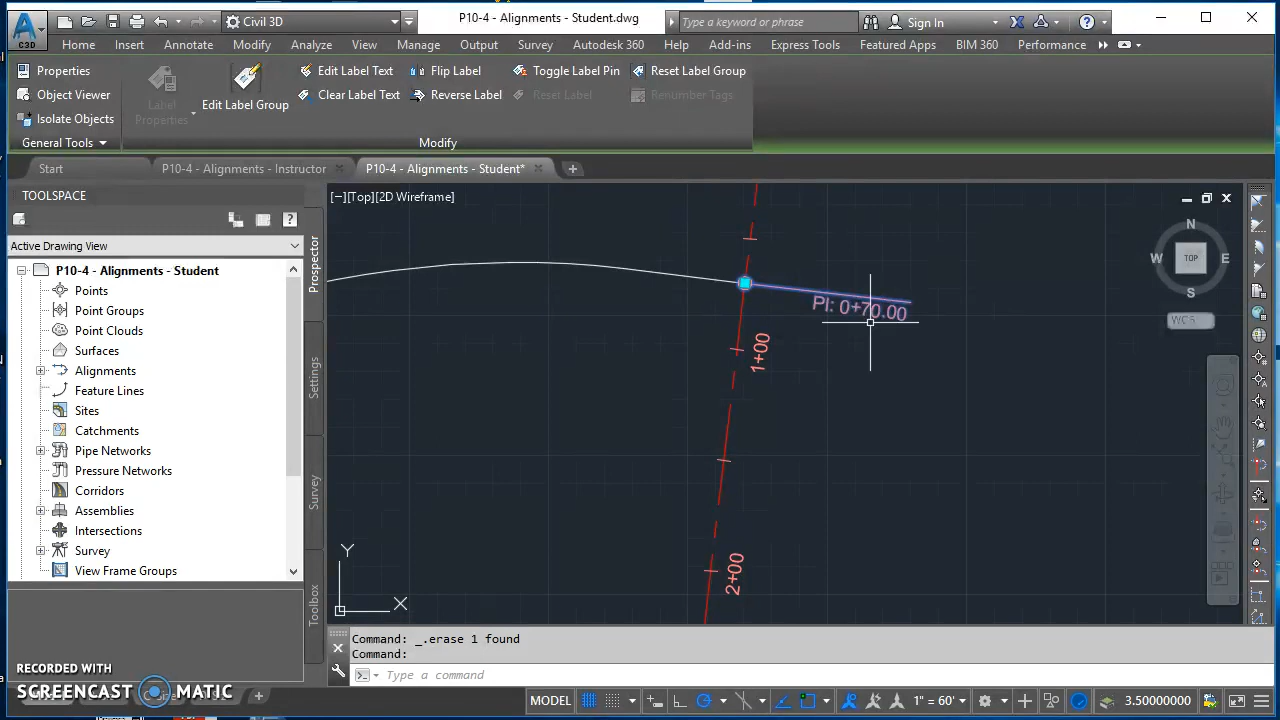 C3D
Civil 3D
P10-4 - Alignments - Student.dwg
Type a keyword or phrase
Sign In
Home Insert Annotate Modify Analyze View Manage Output Survey Autodesk 360 Help Add-ins Express Tools Featured Apps BIM 360 Performance
Properties
Object Viewer
Isolate Objects
General Tools
Label Properties
Edit Label Group
Edit Label Text Flip Label Toggle Label Pin Reset Label Group
Clear Label Text Reverse Label Reset Label Renumber Tags
Modify
Start P10-4 - Alignments - Instructor P10-4 - Alignments - Student*
TOOLSPACE
Active Drawing View
P10-4 - Alignments - Student
Points
Point Groups
Point Clouds
Surfaces
Alignments
Feature Lines
Sites
Catchments
Pipe Networks
Pressure Networks
Corridors
Assemblies
Intersections
Survey
View Frame Groups
Prospector
Settings
Survey
Toolbox
[−][Top][2D Wireframe]
N
W TOP E
S
WCS
PI: 0+70.00
1+00
2+00
Y
X
Command: _.erase 1 found
Command:
Type a command
RECORDED WITH
SCREENCAST MATIC
MODEL
1" = 60'
3.50000000